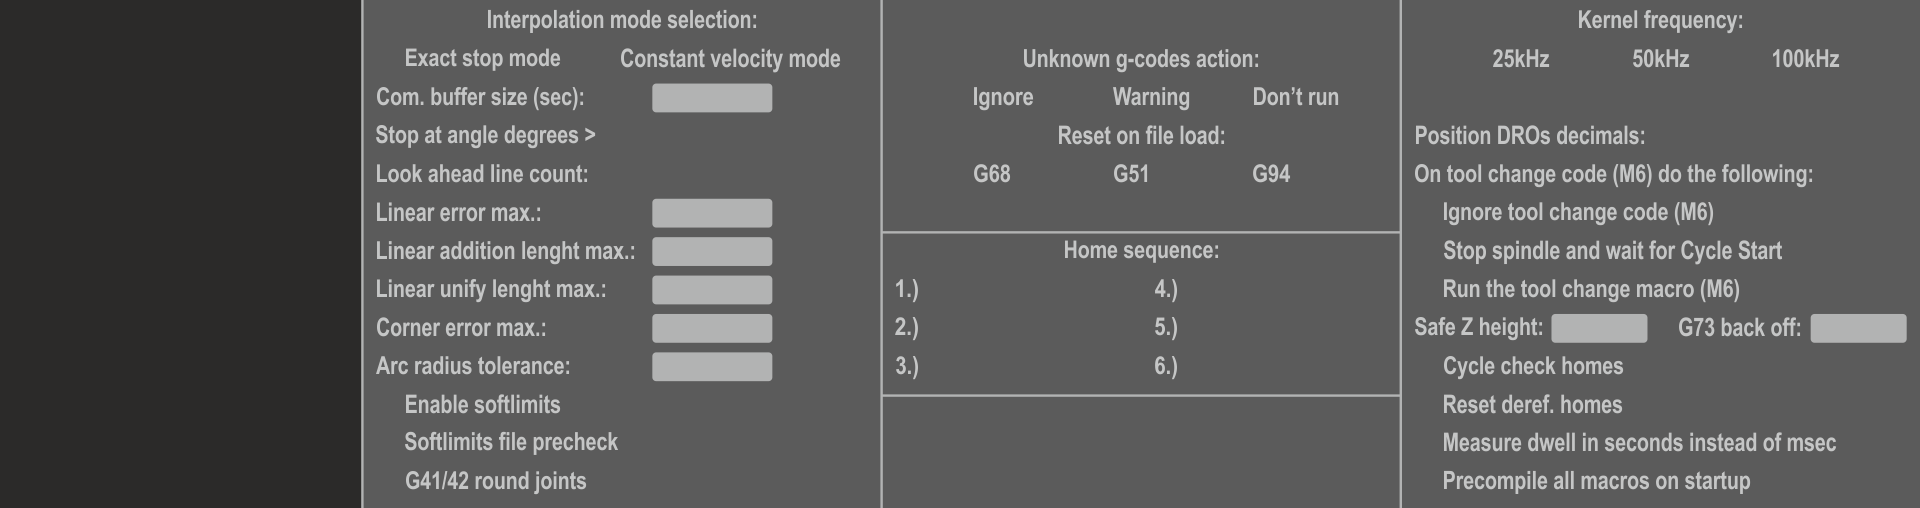 Interpolation mode selection:
Exact stop mode Constant velocity mode
Com. buffer size (sec):
Stop at angle degrees >
Look ahead line count:
Linear error max.:
Linear addition lenght max.:
Linear unify lenght max.:
Corner error max.:
Arc radius tolerance:
Enable softlimits
Softlimits file precheck
G41/42 round joints
Unknown g-codes action:
Ignore Warning Don’t run
Reset on file load:
G68 G51 G94
Home sequence:
1.) 4.)
2.) 5.)
3.) 6.)
Kernel frequency:
25kHz 50kHz 100kHz
Position DROs decimals:
On tool change code (M6) do the following:
Ignore tool change code (M6)
Stop spindle and wait for Cycle Start
Run the tool change macro (M6)
Safe Z height: G73 back off:
Cycle check homes
Reset deref. homes
Measure dwell in seconds instead of msec
Precompile all macros on startup